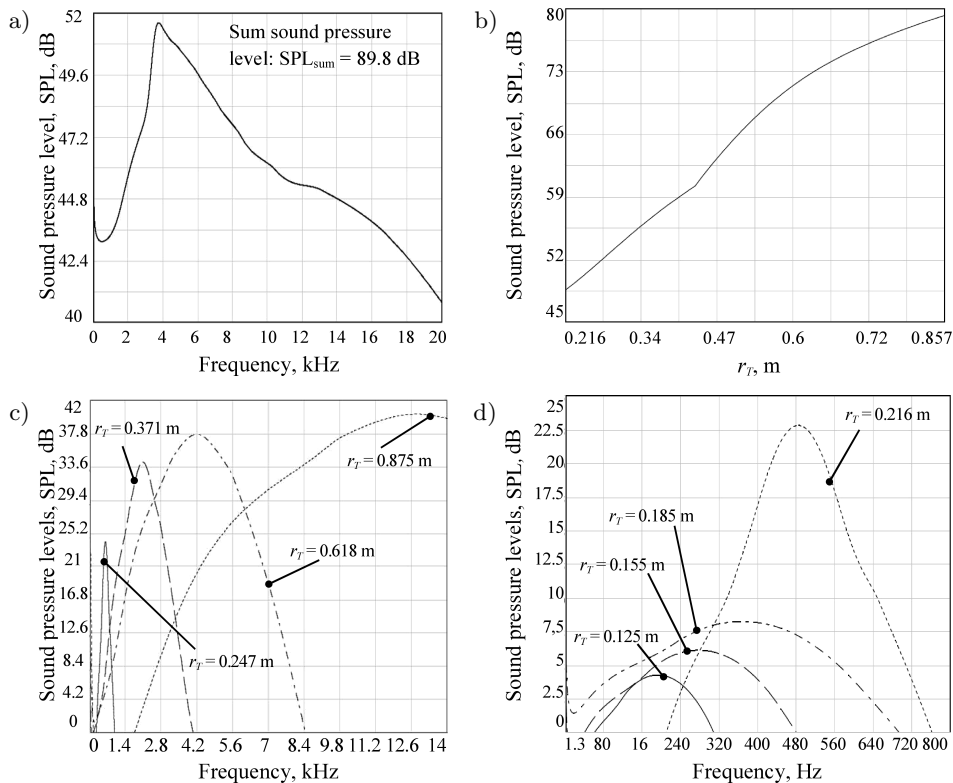 a)
52
49.6
47.2
44.8
42.4
40
Sound pressure level, SPL, dB
Sum sound pressure
level: SPLsum = 89.8 dB
0 2 4 6 8 10 12 14 16 18 20
Frequency, kHz
b)
80
73
66
59
52
45
Sound pressure level, SPL, dB
0.216 0.34 0.47 0.6 0.72 0.857
rT, m
c)
42
37.8
33.6
29.4
25.2
21
16.8
12.6
8.4
4.2
0
Sound pressure levels, SPL, dB
rT = 0.371 m
rT = 0.875 m
rT = 0.618 m
rT = 0.247 m
0 1.4 2.8 4.2 5.6 7 8.4 9.8 11.2 12.6 14
Frequency, kHz
d)
25
22.5
20
17.5
15
12.5
10
7.5
5
2.5
0
Sound pressure levels, SPL, dB
rT = 0.216 m
rT = 0.185 m
rT = 0.155 m
rT = 0.125 m
1.3 80 16 240 320 400 480 560 720 800
Frequency, Hz